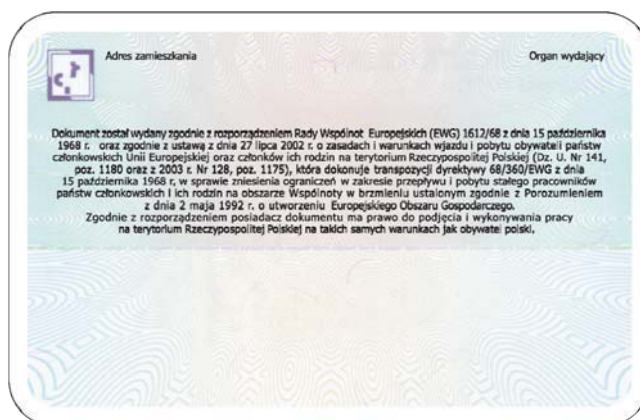 Adres zamieszkania
Organ wydający
Dokument został wydany zgodnie z rozporządzeniem Rady Wspólnot Europejskich (EWG) 1612/68 z dnia 15 października
1968 r. oraz zgodnie z ustawą z dnia 27 lipca 2002 r. o zasadach i warunkach wjazdu i pobytu obywateli państw
członkowskich Unii Europejskiej oraz członków ich rodzin na terytorium Rzeczypospolitej Polskiej (Dz. U. Nr 141,
poz. 1180 oraz z 2003 r. Nr 128, poz. 1175), która dokonuje transpozycji dyrektywy 68/360/EWG z dnia
15 października 1968 r, w sprawie zniesienia ograniczeń w zakresie przepływu i pobytu stałego pracowników
państw członkowskich i ich rodzin na obszarze Wspólnoty w brzmieniu ustalonym zgodnie z Porozumieniem
z dnia 2 maja 1992 r. o utworzeniu Europejskiego Obszaru Gospodarczego.
Zgodnie z rozporządzeniem posiadacz dokumentu ma prawo do podjęcia i wykonywania pracy
na terytorium Rzeczypospolitej Polskiej na takich samych warunkach jak obywatel polski.